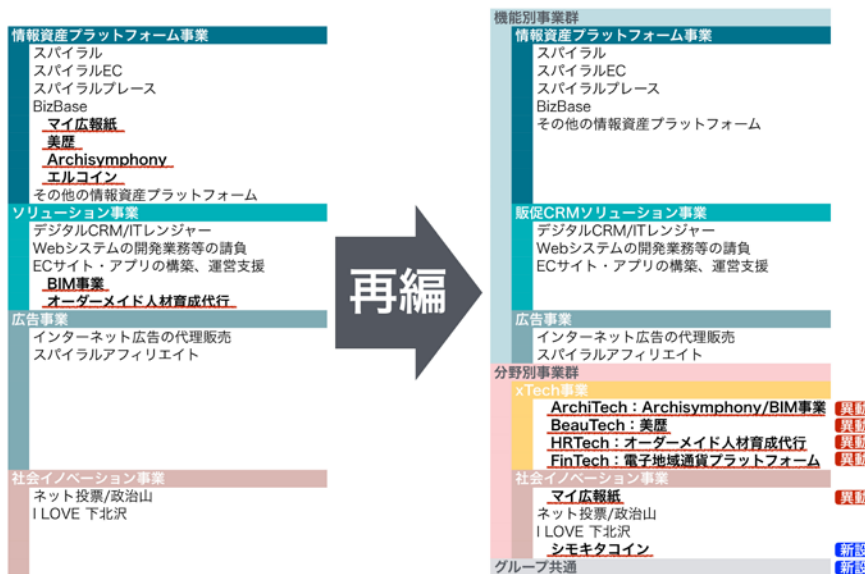 情報資産プラットフォーム事業
スパイラル
スパイラルEC
スパイラルプレース
BizBase
マイ広報紙
美歴
Archisymphony
エルコイン
その他の情報資産プラットフォーム
ソリューション事業
デジタルCRM/ITレンジャー
Webシステムの開発業務等の請負
ECサイト・アプリの構築、運営支援
BIM事業
オーダーメイド人材育成代行
広告事業
インターネット広告の代理販売
スパイラルアフィリエイト
社会イノベーション事業
ネット投票/政治山
I LOVE 下北沢
再編
機能別事業群
情報資産プラットフォーム事業
スパイラル
スパイラルEC
スパイラルプレース
BizBase
その他の情報資産プラットフォーム
販促CRMソリューション事業
デジタルCRM/ITレンジャー
Webシステムの開発業務等の請負
ECサイト・アプリの構築、運営支援
広告事業
インターネット広告の代理販売
スパイラルアフィリエイト
分野別事業群
xTech事業
ArchiTech：Archisymphony/BIM事業 異動
BeauTech：美歴 異動
HRTech：オーダーメイド人材育成代行 異動
FinTech：電子地域通貨プラットフォーム 異動
社会イノベーション事業
マイ広報紙 異動
ネット投票/政治山
I LOVE 下北沢
シモキタコイン 新設
グループ共通 新設